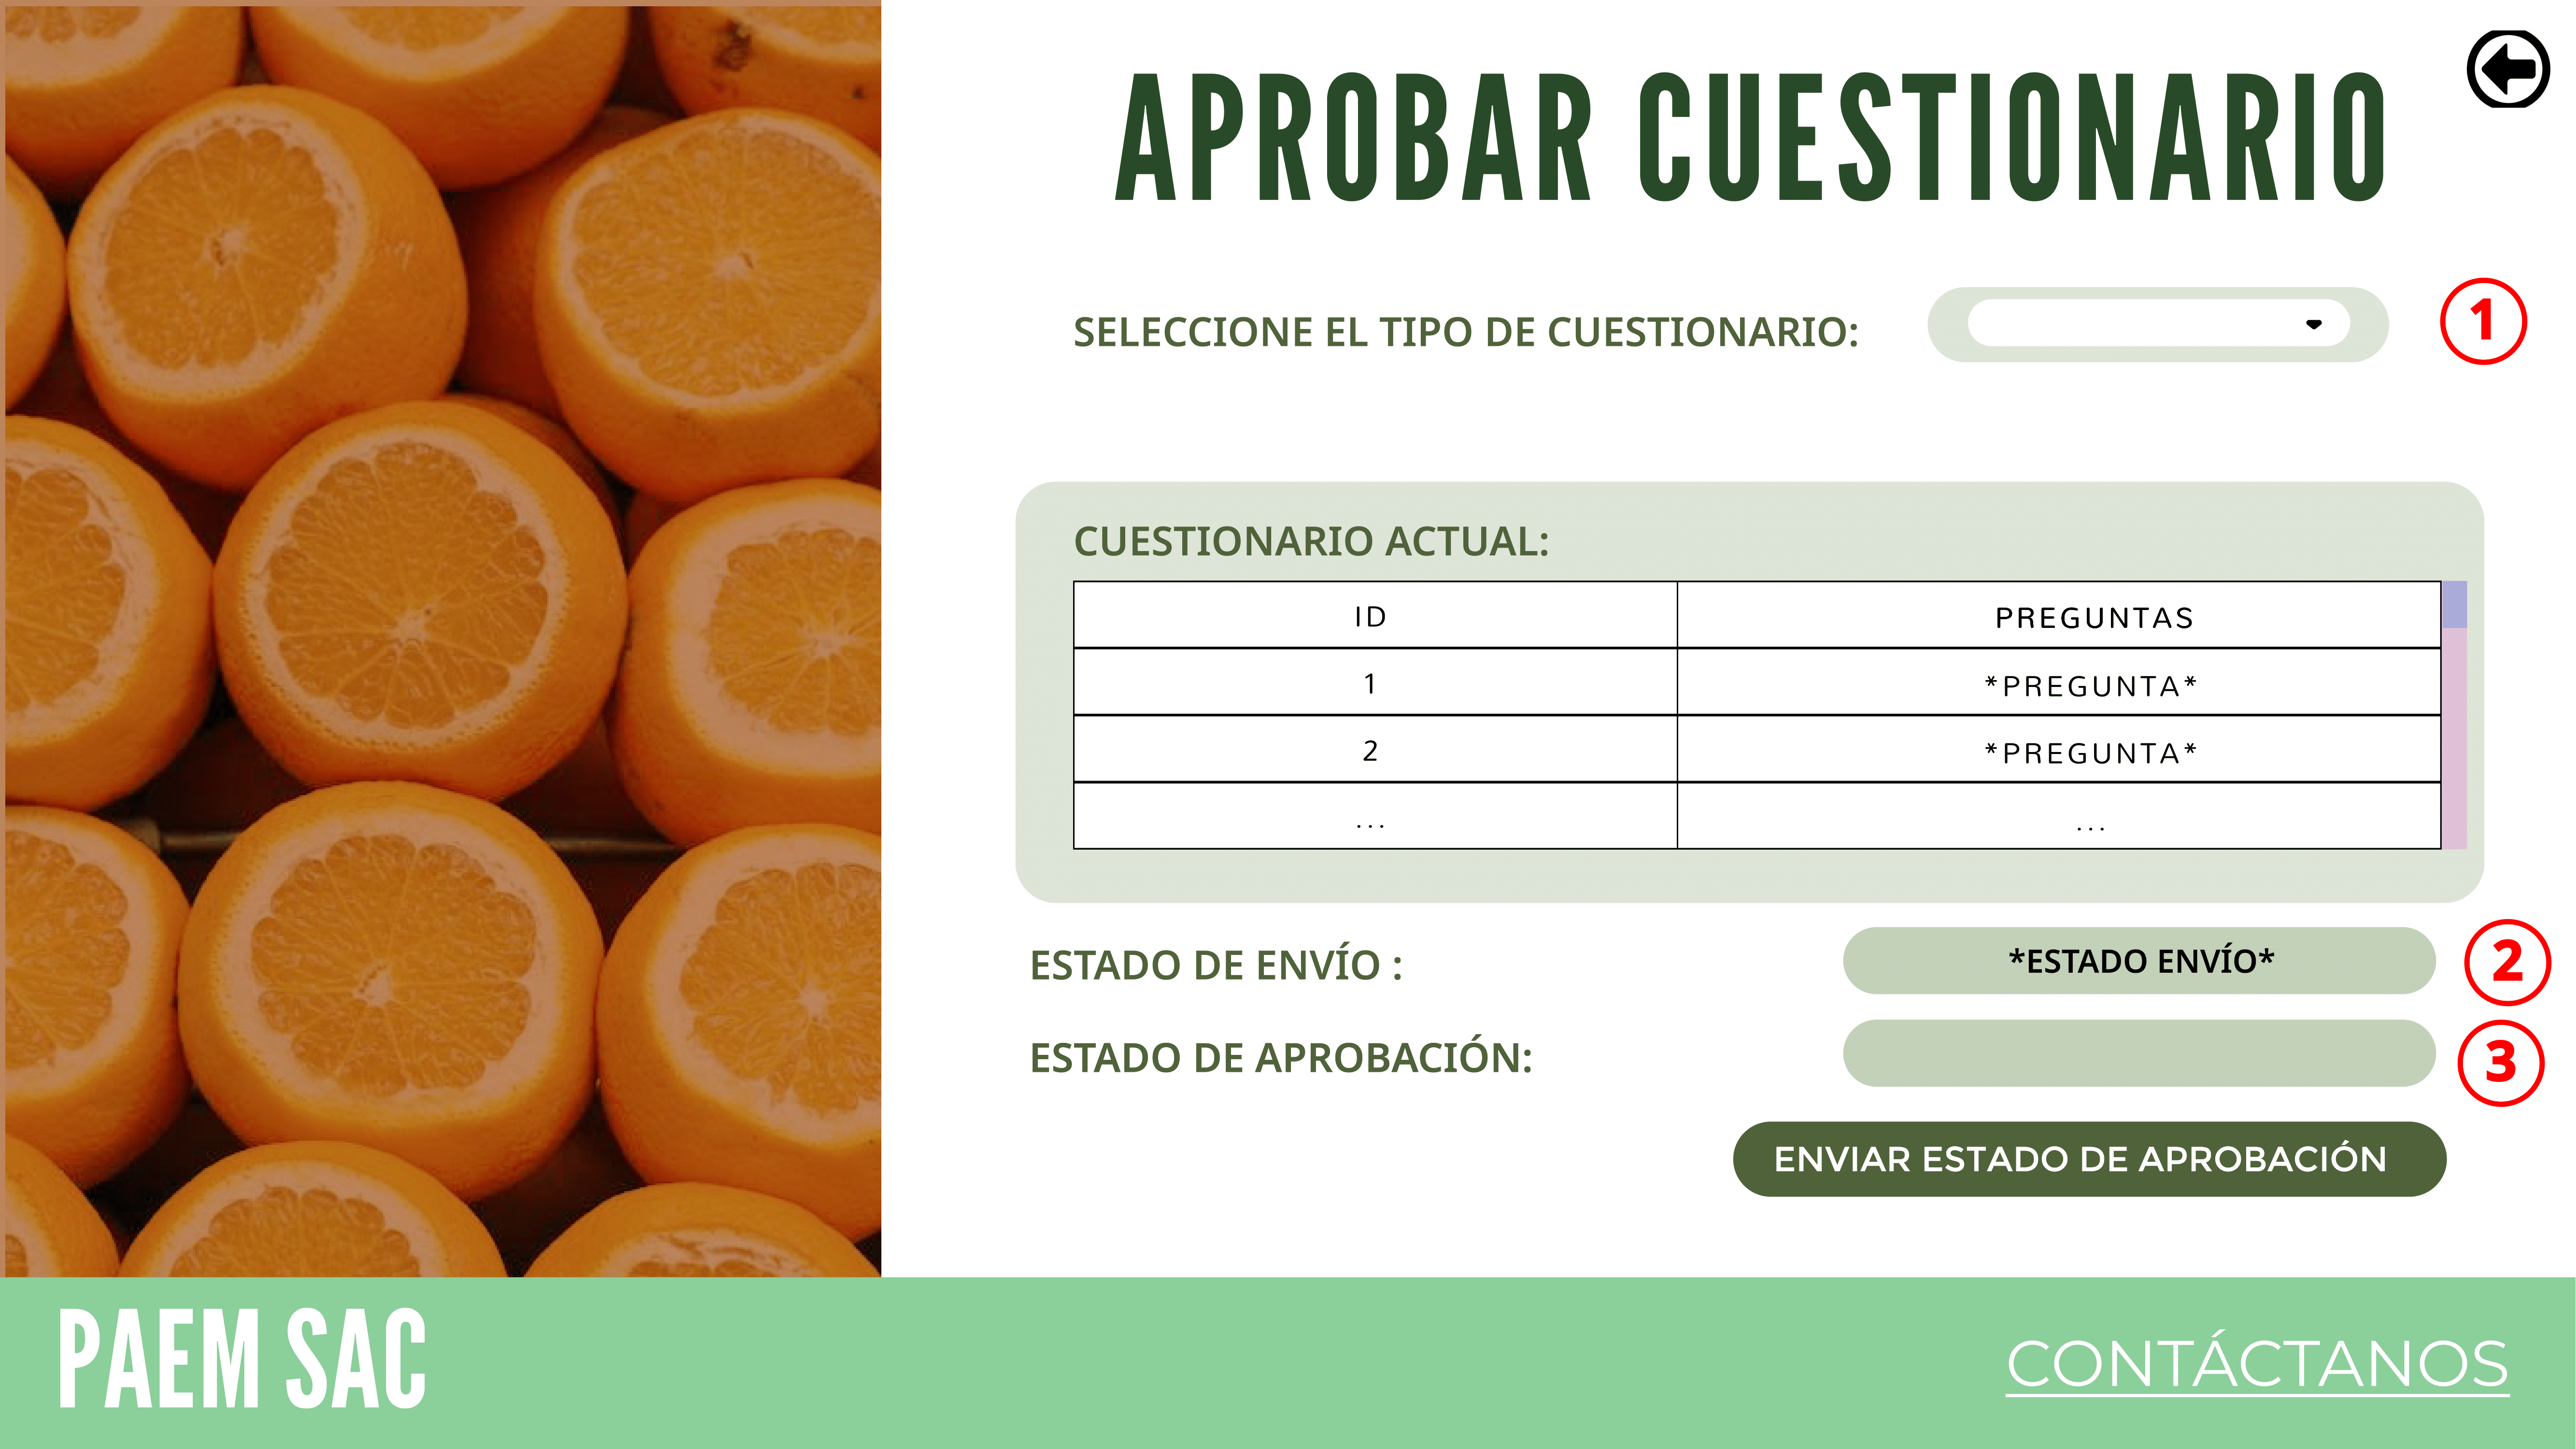 APROBAR CUESTIONARIO
SELECCIONE EL TIPO DE CUESTIONARIO:
1
CUESTIONARIO ACTUAL:
ID PREGUNTAS
1 *PREGUNTA*
2 *PREGUNTA*
... ...
ESTADO DE ENVÍO : *ESTADO ENVÍO* 2
ESTADO DE APROBACIÓN: 3
ENVIAR ESTADO DE APROBACIÓN
PAEM SAC
CONTÁCTANOS